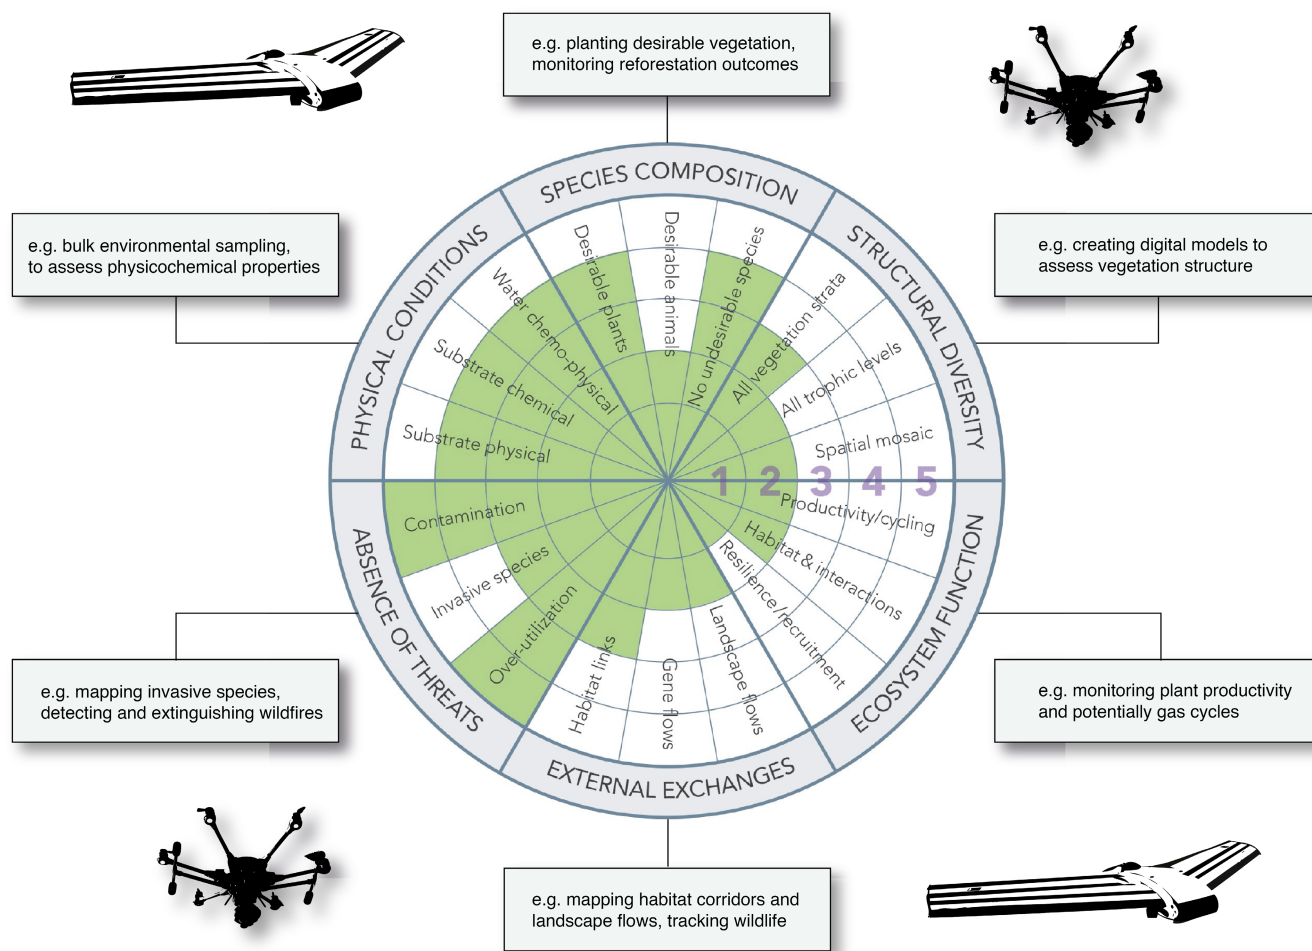 e.g. planting desirable vegetation,
monitoring reforestation outcomes
e.g. bulk environmental sampling,
to assess physicochemical properties
e.g. creating digital models to
assess vegetation structure
SPECIES COMPOSITION
Desirable plants
Desirable animals
No undesirable species
STRUCTURAL DIVERSITY
All vegetation strata
All trophic levels
Spatial mosaic
PHYSICAL CONDITIONS
Water chemo-physical
Substrate chemical
Substrate physical
1 2 3 4 5
ABSENCE OF THREATS
Contamination
Invasive species
Over-utilization
EXTERNAL EXCHANGES
Habitat links
Gene flows
Landscape flows
ECOSYSTEM FUNCTION
Productivity/cycling
Habitat & interactions
Resilience/recruitment
e.g. mapping invasive species,
detecting and extinguishing wildfires
e.g. monitoring plant productivity
and potentially gas cycles
e.g. mapping habitat corridors and
landscape flows, tracking wildlife